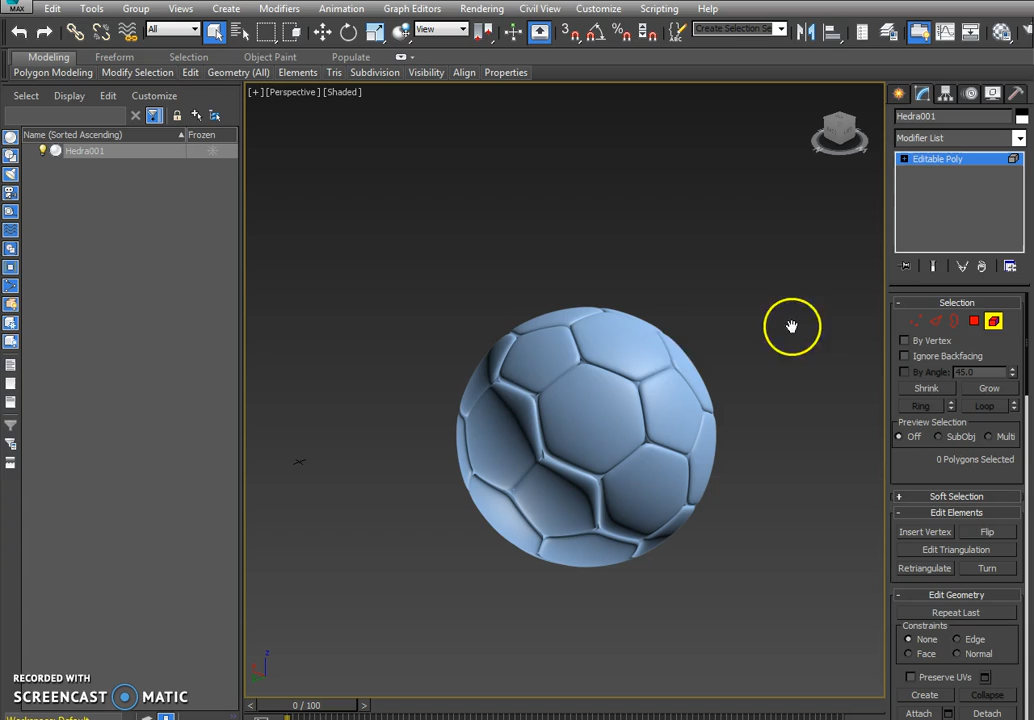 MAX Edit Tools Group Views Create Modifiers Animation Graph Editors Rendering Civil View Customize Scripting Help
All View Create Selection Se
Modeling Freeform Selection Object Paint Populate
Polygon Modeling Modify Selection Edit Geometry (All) Elements Tris Subdivision Visibility Align Properties
Select Display Edit Customize
[+] [Perspective] [Shaded]
Name (Sorted Ascending) Frozen
Hedra001
Hedra001
Modifier List
Editable Poly
- Selection
By Vertex
Ignore Backfacing
By Angle: 45.0
Shrink Grow
Ring Loop
Preview Selection
Off SubObj Multi
0 Polygons Selected
+ Soft Selection
- Edit Elements
Insert Vertex Flip
Edit Triangulation
Retriangulate Turn
- Edit Geometry
Repeat Last
Constraints
None Edge
Face Normal
Preserve UVs
Create Collapse
Attach Detach
z
RECORDED WITH
SCREENCAST MATIC
< 0 / 100 >
Workspace: Default